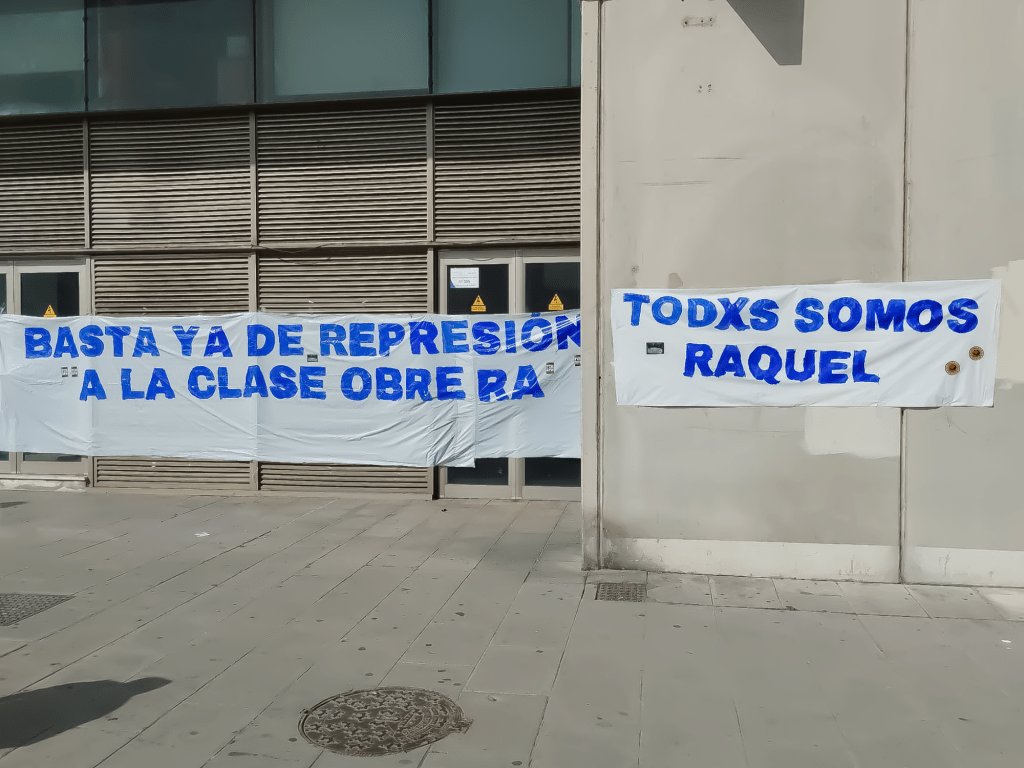 BASTA YA DE REPRESIÓN
A LA CLASE OBRERA
TODXS SOMOS
RAQUEL